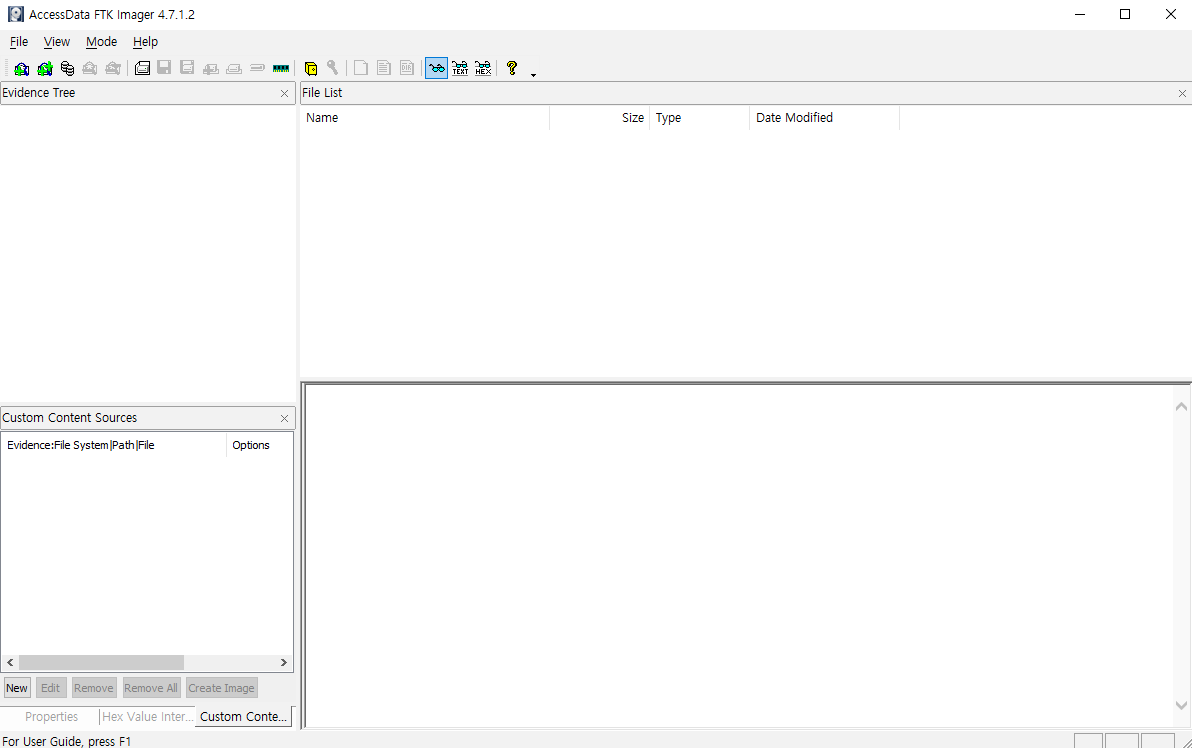 AccessData FTK Imager 4.7.1.2
File View Mode Help
TEXT HEX
Evidence Tree
File List
Name Size Type Date Modified
Custom Content Sources
Evidence:File System|Path|File Options
New Edit Remove Remove All Create Image
Properties Hex Value Inter... Custom Conte...
For User Guide, press F1